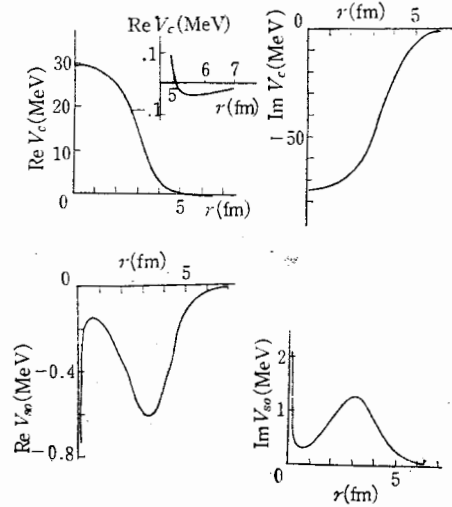 Re V_c(MeV)
.1
5 6 7
r(fm)
-.1
30
20
10
0
Re V_c(MeV)
5
r(fm)
r(fm)
5
0
-50
Im V_c(MeV)
r(fm)
5
0
-0.4
-0.8
Re V_so(MeV)
2
1
0
Im V_so(MeV)
5
r(fm)